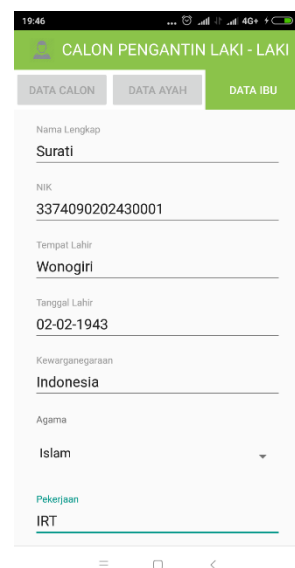 19:46 ... 4G+
CALON PENGANTIN LAKI - LAKI
DATA CALON DATA AYAH DATA IBU
Nama Lengkap
Surati
NIK
3374090202430001
Tempat Lahir
Wonogiri
Tanggal Lahir
02-02-1943
Kewarganegaraan
Indonesia
Agama
Islam
Pekerjaan
IRT